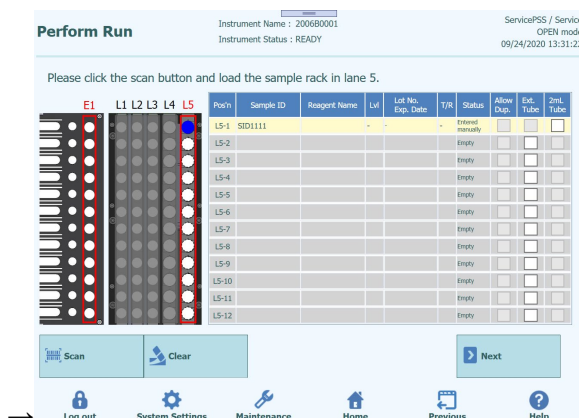 Perform Run
Instrument Name : 2006B0001
Instrument Status : READY
ServicePSS / Service
OPEN mode
09/24/2020 13:31:22
Please click the scan button and load the sample rack in lane 5.
E1 L1 L2 L3 L4 L5
Pos'n Sample ID Reagent Name Lvl Lot No. Exp. Date T/R Status Allow Dup. Ext. Tube 2mL Tube
L5-1 SID1111 - - - Entered manually
L5-2 Empty
L5-3 Empty
L5-4 Empty
L5-5 Empty
L5-6 Empty
L5-7 Empty
L5-8 Empty
L5-9 Empty
L5-10 Empty
L5-11 Empty
L5-12 Empty
Scan Clear Next
Log out System Settings Maintenance Home Previous Help